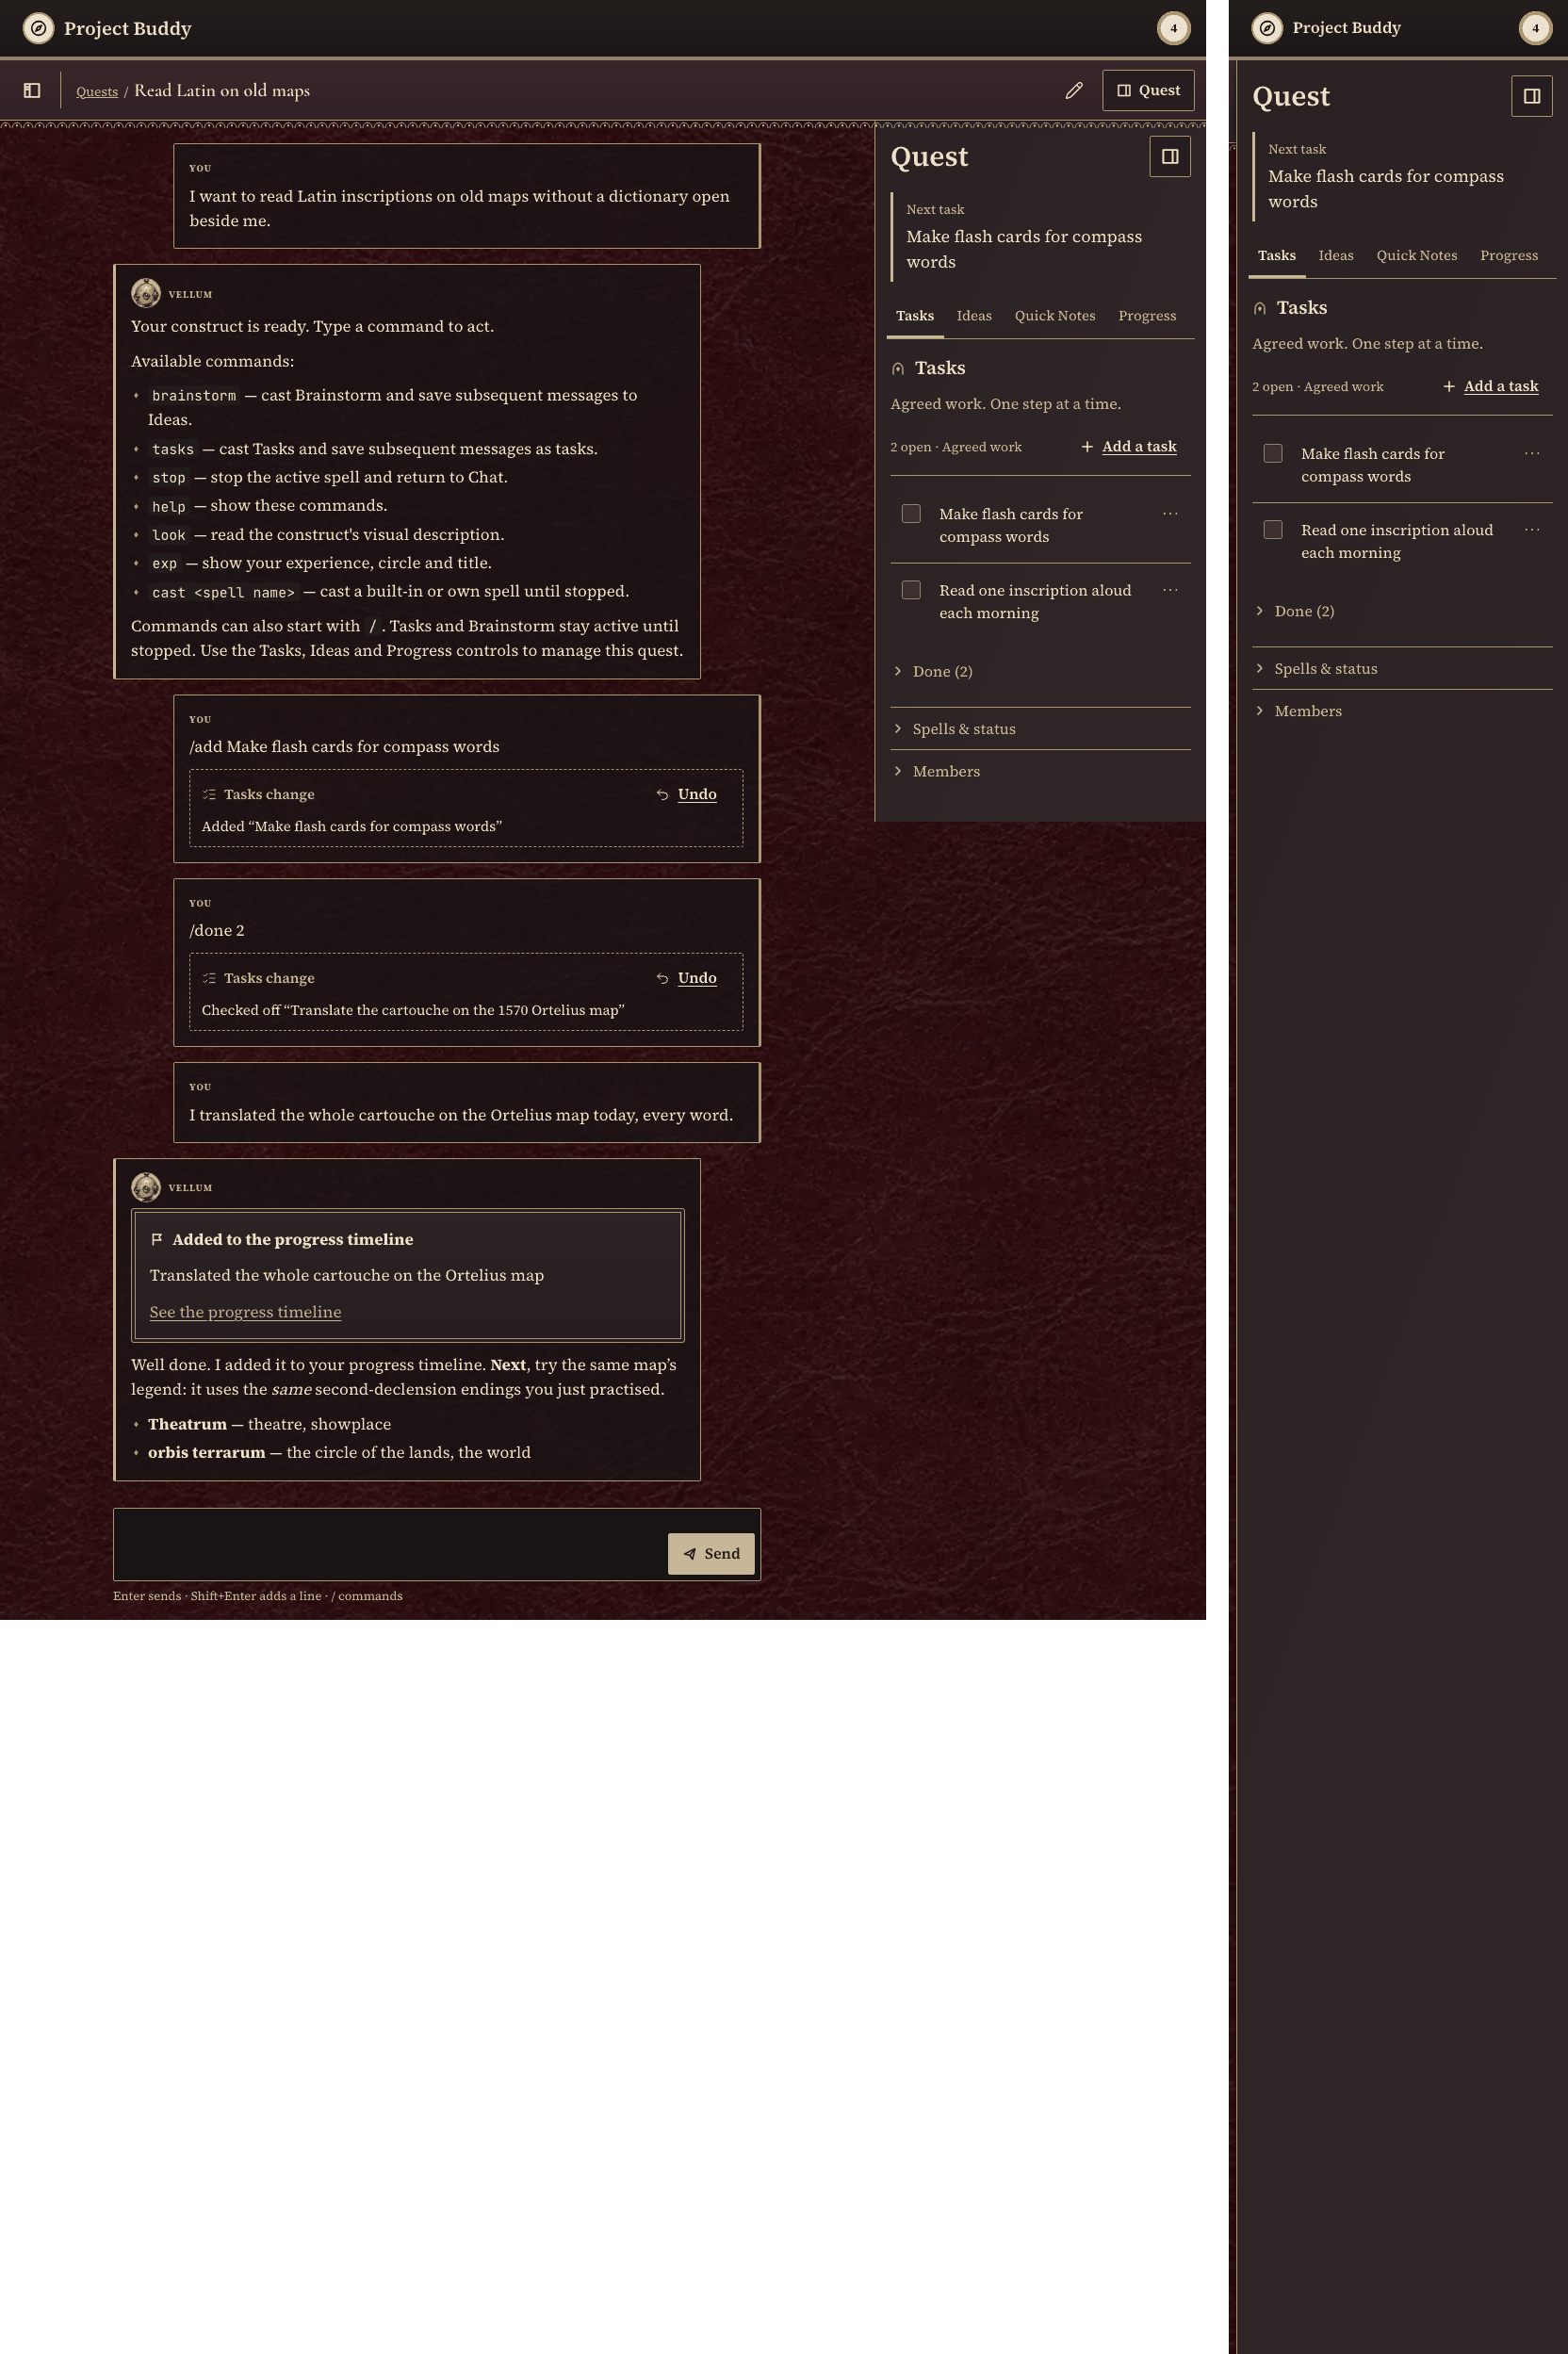 Project Buddy
4
Quests / Read Latin on old maps
Quest
YOU
I want to read Latin inscriptions on old maps without a dictionary open
beside me.
VELLUM
Your construct is ready. Type a command to act.
Available commands:
brainstorm — cast Brainstorm and save subsequent messages to
Ideas.
tasks — cast Tasks and save subsequent messages as tasks.
stop — stop the active spell and return to Chat.
help — show these commands.
look — read the construct's visual description.
exp — show your experience, circle and title.
cast <spell name> — cast a built-in or own spell until stopped.
Commands can also start with /. Tasks and Brainstorm stay active until
stopped. Use the Tasks, Ideas and Progress controls to manage this quest.
YOU
/add Make flash cards for compass words
Tasks change
Undo
Added “Make flash cards for compass words”
YOU
/done 2
Tasks change
Undo
Checked off “Translate the cartouche on the 1570 Ortelius map”
YOU
I translated the whole cartouche on the Ortelius map today, every word.
VELLUM
Added to the progress timeline
Translated the whole cartouche on the Ortelius map
See the progress timeline
Well done. I added it to your progress timeline. Next, try the same map’s
legend: it uses the same second-declension endings you just practised.
Theatrum — theatre, showplace
orbis terrarum — the circle of the lands, the world
Send
Enter sends · Shift+Enter adds a line · / commands
Quest
Next task
Make flash cards for compass
words
Tasks Ideas Quick Notes Progress
Tasks
Agreed work. One step at a time.
2 open · Agreed work
Add a task
Make flash cards for
compass words
Read one inscription aloud
each morning
Done (2)
Spells & status
Members
Project Buddy
4
Quest
Next task
Make flash cards for compass
words
Tasks Ideas Quick Notes Progress
Tasks
Agreed work. One step at a time.
2 open · Agreed work
Add a task
Make flash cards for
compass words
Read one inscription aloud
each morning
Done (2)
Spells & status
Members